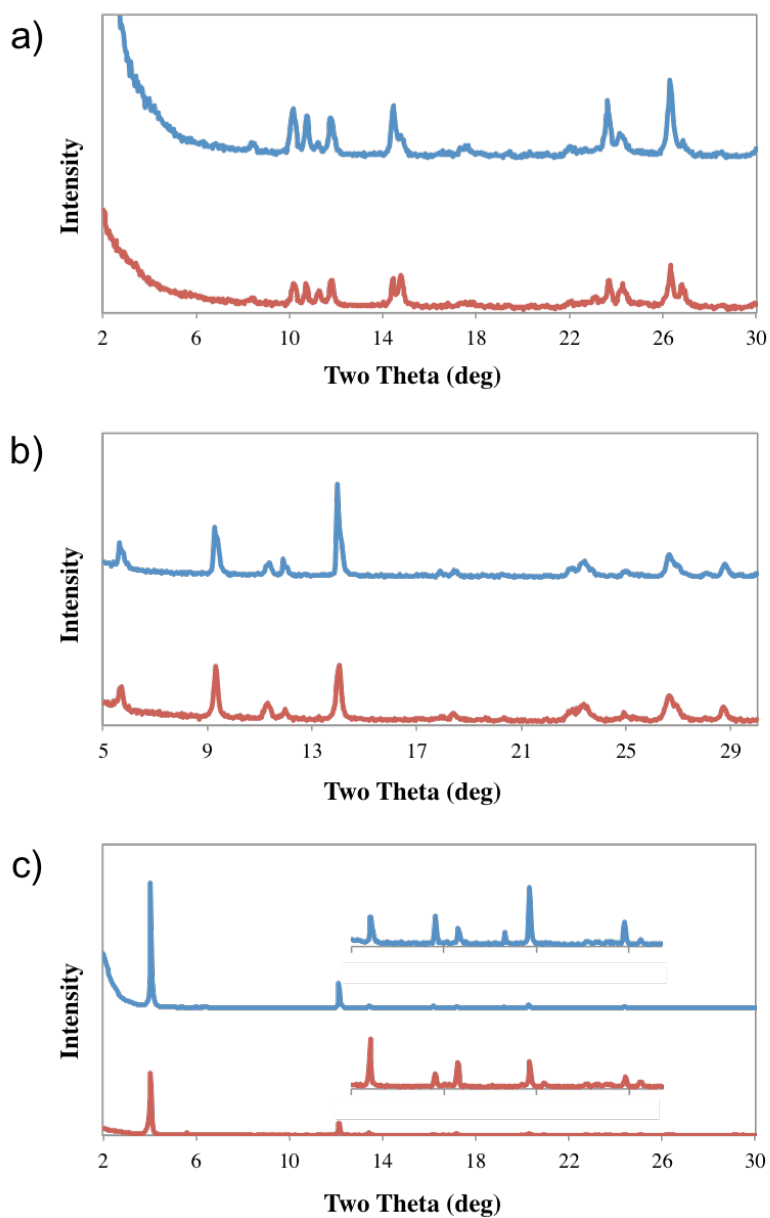 a)
Intensity
2 6 10 14 18 22 26 30
Two Theta (deg)
b)
Intensity
5 9 13 17 21 25 29
Two Theta (deg)
c)
Intensity
2 6 10 14 18 22 26 30
Two Theta (deg)